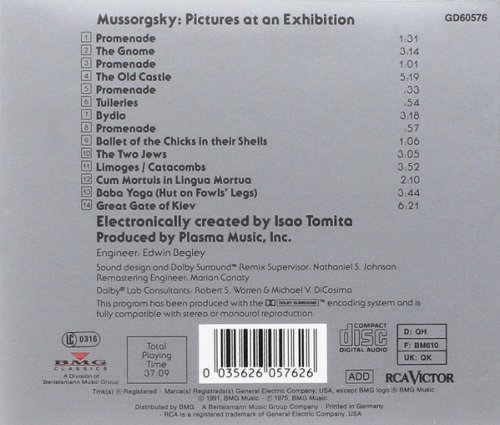 Mussorgsky: Pictures at an Exhibition GD60576
1 Promenade 1:31
2 The Gnome 3:14
3 Promenade 1:01
4 The Old Castle 5:19
5 Promenade :33
6 Tuileries :54
7 Bydlo 3:18
8 Promenade :57
9 Ballet of the Chicks in their Shells 1:06
10 The Two Jews 3:05
11 Limoges / Catacombs 3:52
12 Cum Mortuis in Lingua Mortua 2:10
13 Baba Yaga (Hut on Fowls' Legs) 3:44
14 Great Gate of Kiev 6:21
Electronically created by Isao Tomita
Produced by Plasma Music, Inc.
Engineer: Edwin Begley
Sound design and Dolby Surround™ Remix Supervisor: Nathaniel S. Johnson
Remastering Engineer: Marian Conaty
Dolby® Lab Consultants: Robert S. Warren & Michael V. DiCosimo
This program has been produced with the DOLBY SURROUND™ encoding system and is
fully compatible with stereo or monaural reproduction.
LC 0316
BMG
CLASSICS
A Division of
Bertelsmann Music Group
Total
Playing
Time
37:09
0 035626 057626
COMPACT
disc
DIGITAL AUDIO
D: QH
F: BM610
UK: QK
ADD
RCA VICTOR
Tmk(s) ® Registered · Marca(s) Registrada(s) General Electric Company, USA, except BMG logo ® BMG Music
© 1991, BMG Music · ℗ 1975, BMG Music
Distributed by BMG · A Bertelsmann Music Group Company · Printed in Germany
RCA is a registered trademark of General Electric Company, USA